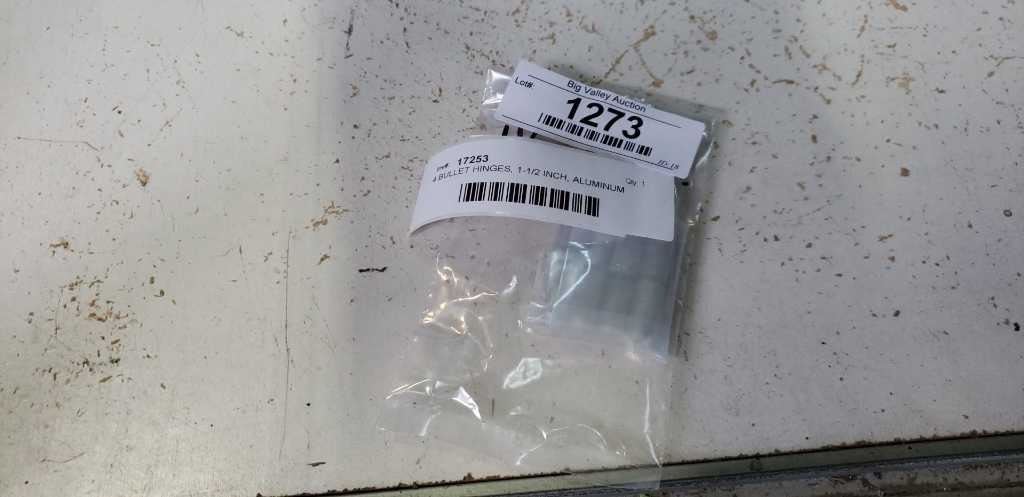 Big Valley Auction
Lot#:
1273
17253
Qty: 1
4 BULLET HINGES, 1-1/2 INCH, ALUMINUM